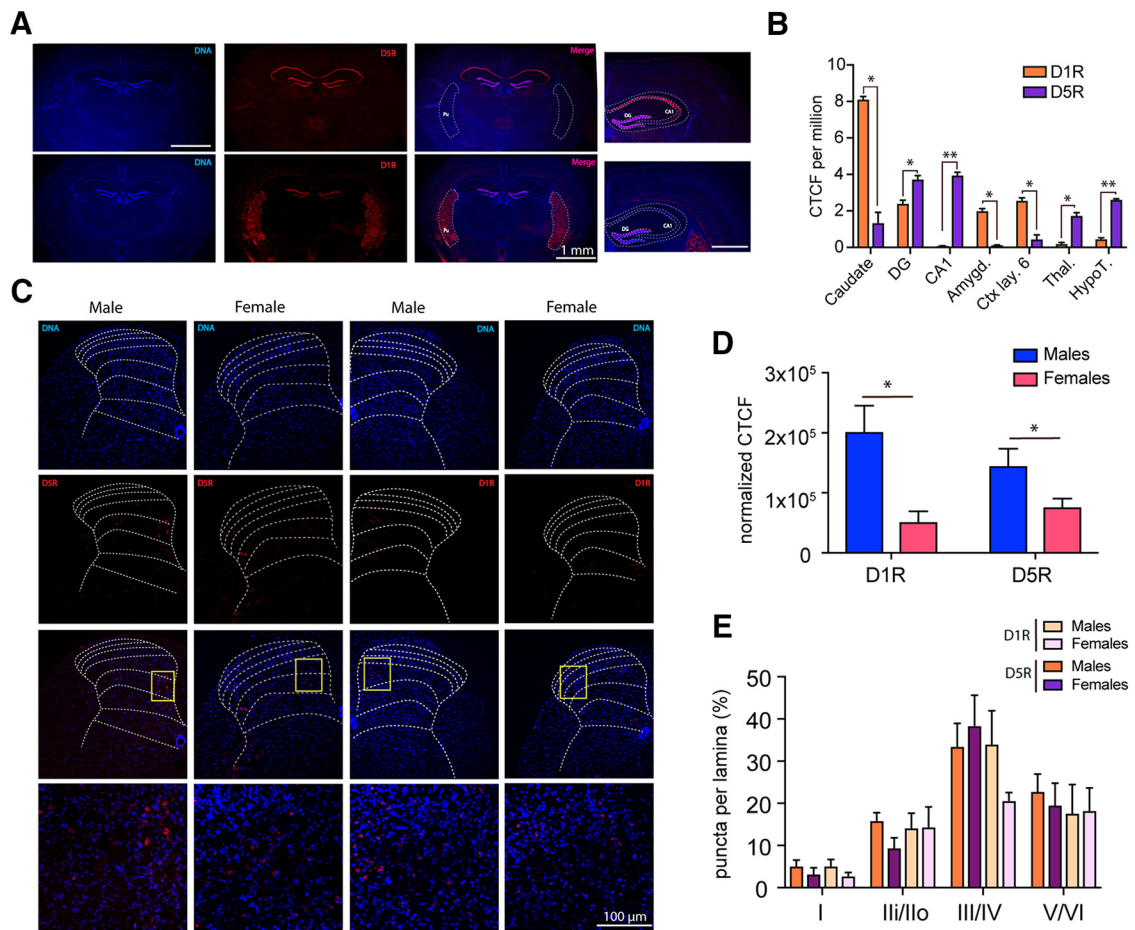 A
DNA
D5R
Merge
Pu
DG
CA1
DNA
D1R
Merge
Pu
1 mm
DG
CA1
B
D1R
D5R
CTCF per million
10
8
6
4
2
0
*
*
**
*
*
*
**
Caudate
DG
CA1
Amygd.
Ctx lay. 6
Thal.
HypoT.
C
Male
Female
Male
Female
DNA
DNA
DNA
DNA
D5R
D5R
D1R
D1R
100 µm
D
Males
Females
normalized CTCF
3x10⁵
2x10⁵
1x10⁵
0
*
*
D1R
D5R
E
D1R
Males
Females
D5R
Males
Females
puncta per lamina (%)
50
40
30
20
10
0
I
IIi/IIo
III/IV
V/VI